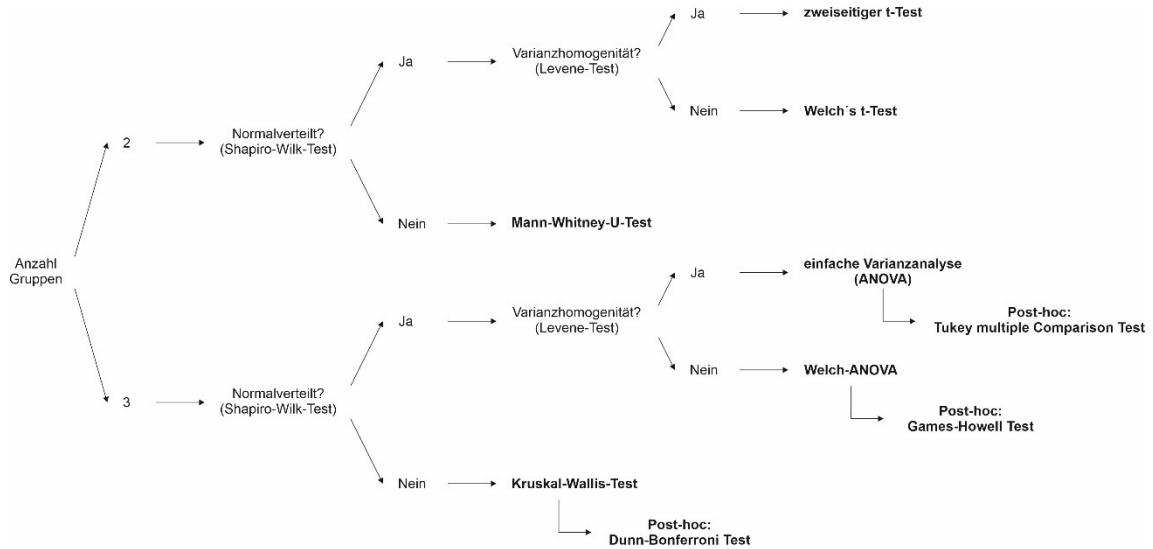 Anzahl
Gruppen
2
Normalverteilt?
(Shapiro-Wilk-Test)
Ja
Varianzhomogenität?
(Levene-Test)
Ja
zweiseitiger t-Test
Nein
Welch´s t-Test
Nein
Mann-Whitney-U-Test
3
Normalverteilt?
(Shapiro-Wilk-Test)
Ja
Varianzhomogenität?
(Levene-Test)
Ja
einfache Varianzanalyse
(ANOVA)
Post-hoc:
Tukey multiple Comparison Test
Nein
Welch-ANOVA
Post-hoc:
Games-Howell Test
Nein
Kruskal-Wallis-Test
Post-hoc:
Dunn-Bonferroni Test